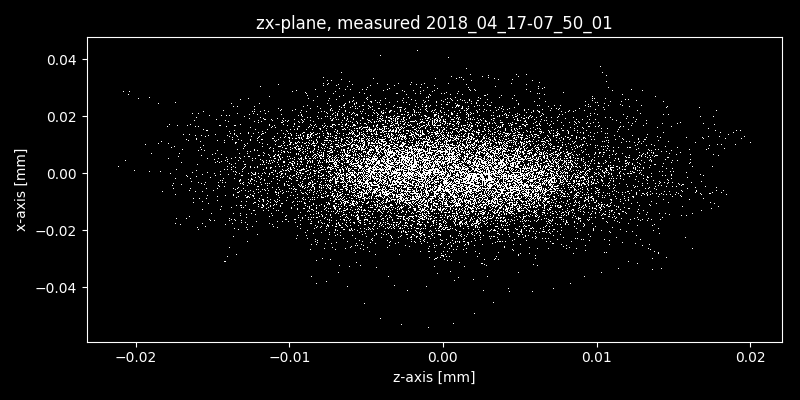 zx-plane, measured 2018_04_17-07_50_01
0.04
0.02
0.00
−0.02
−0.04
x-axis [mm]
−0.02 −0.01 0.00 0.01 0.02
z-axis [mm]